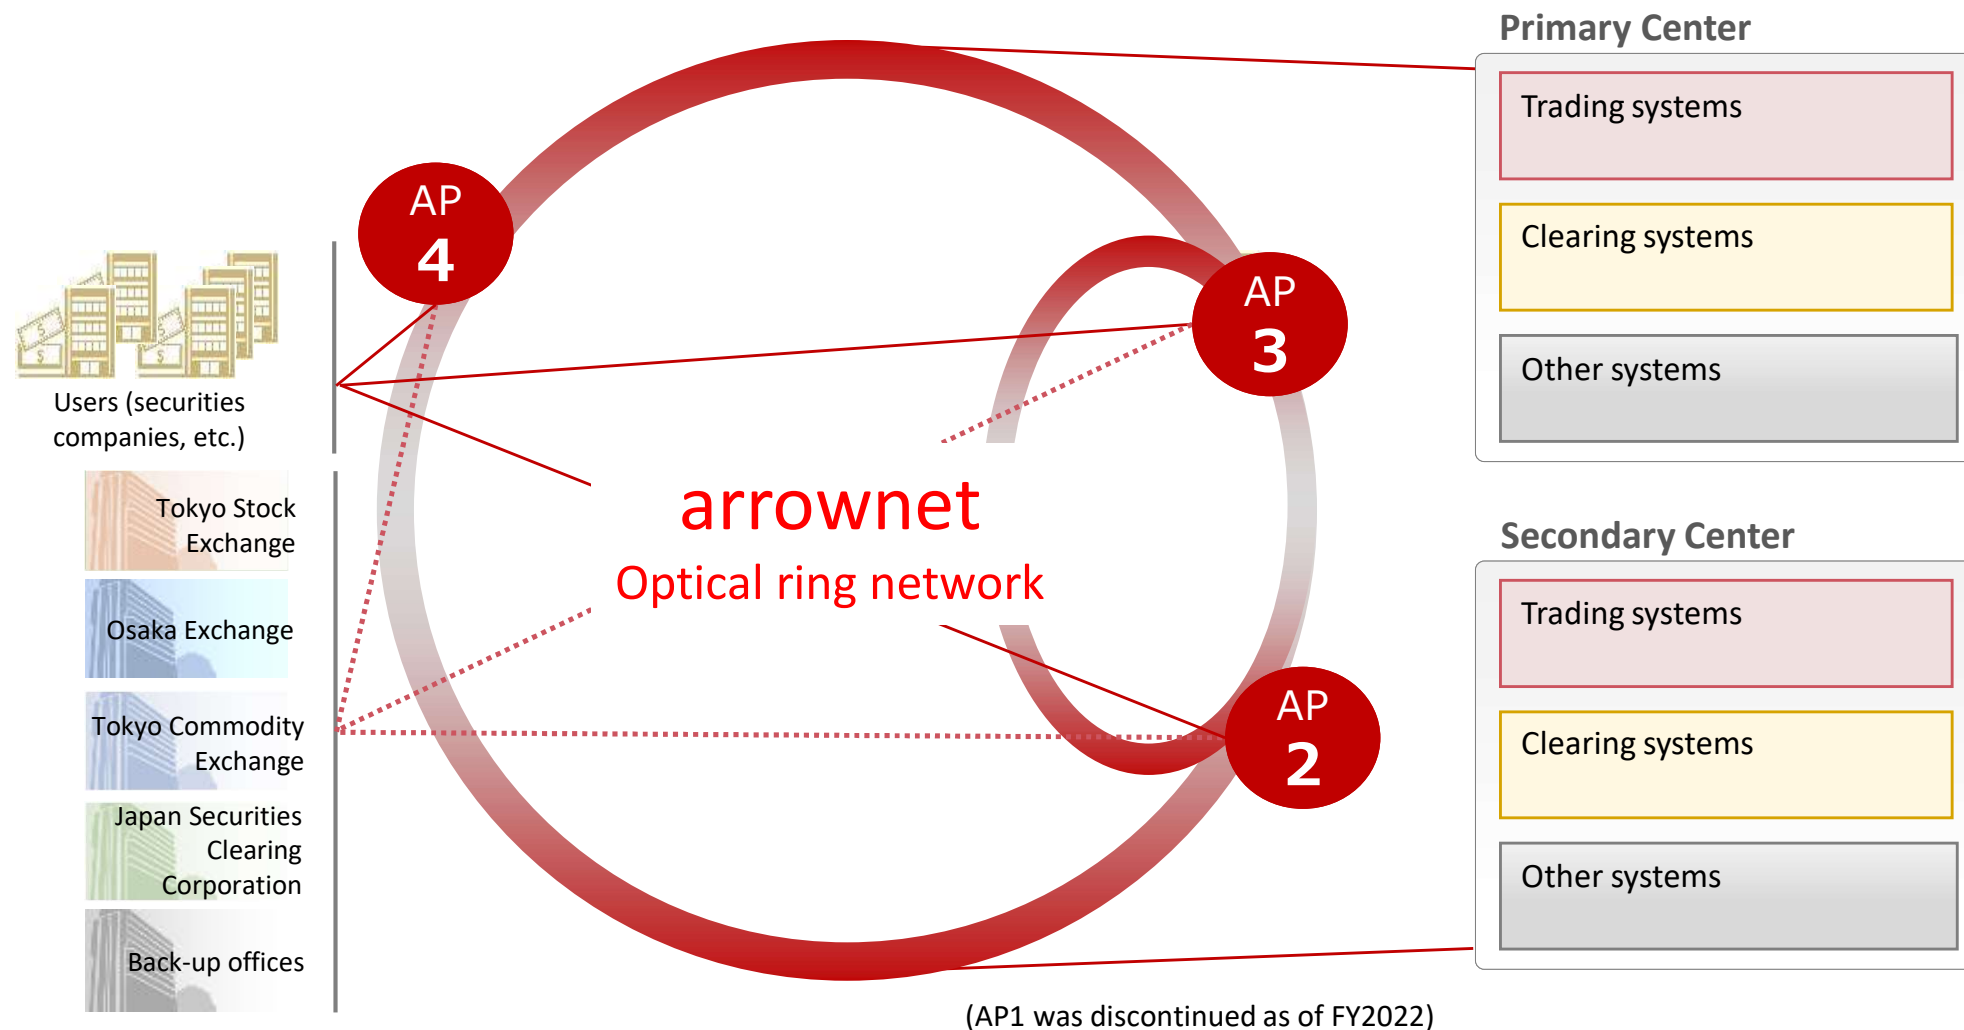 Primary Center
Trading systems
Clearing systems
Other systems
AP
4
AP
3
Users (securities
companies, etc.)
Tokyo Stock
Exchange
Osaka Exchange
Tokyo Commodity
Exchange
Japan Securities
Clearing
Corporation
Back-up offices
arrownet
Optical ring network
AP
2
Secondary Center
Trading systems
Clearing systems
Other systems
(AP1 was discontinued as of FY2022)